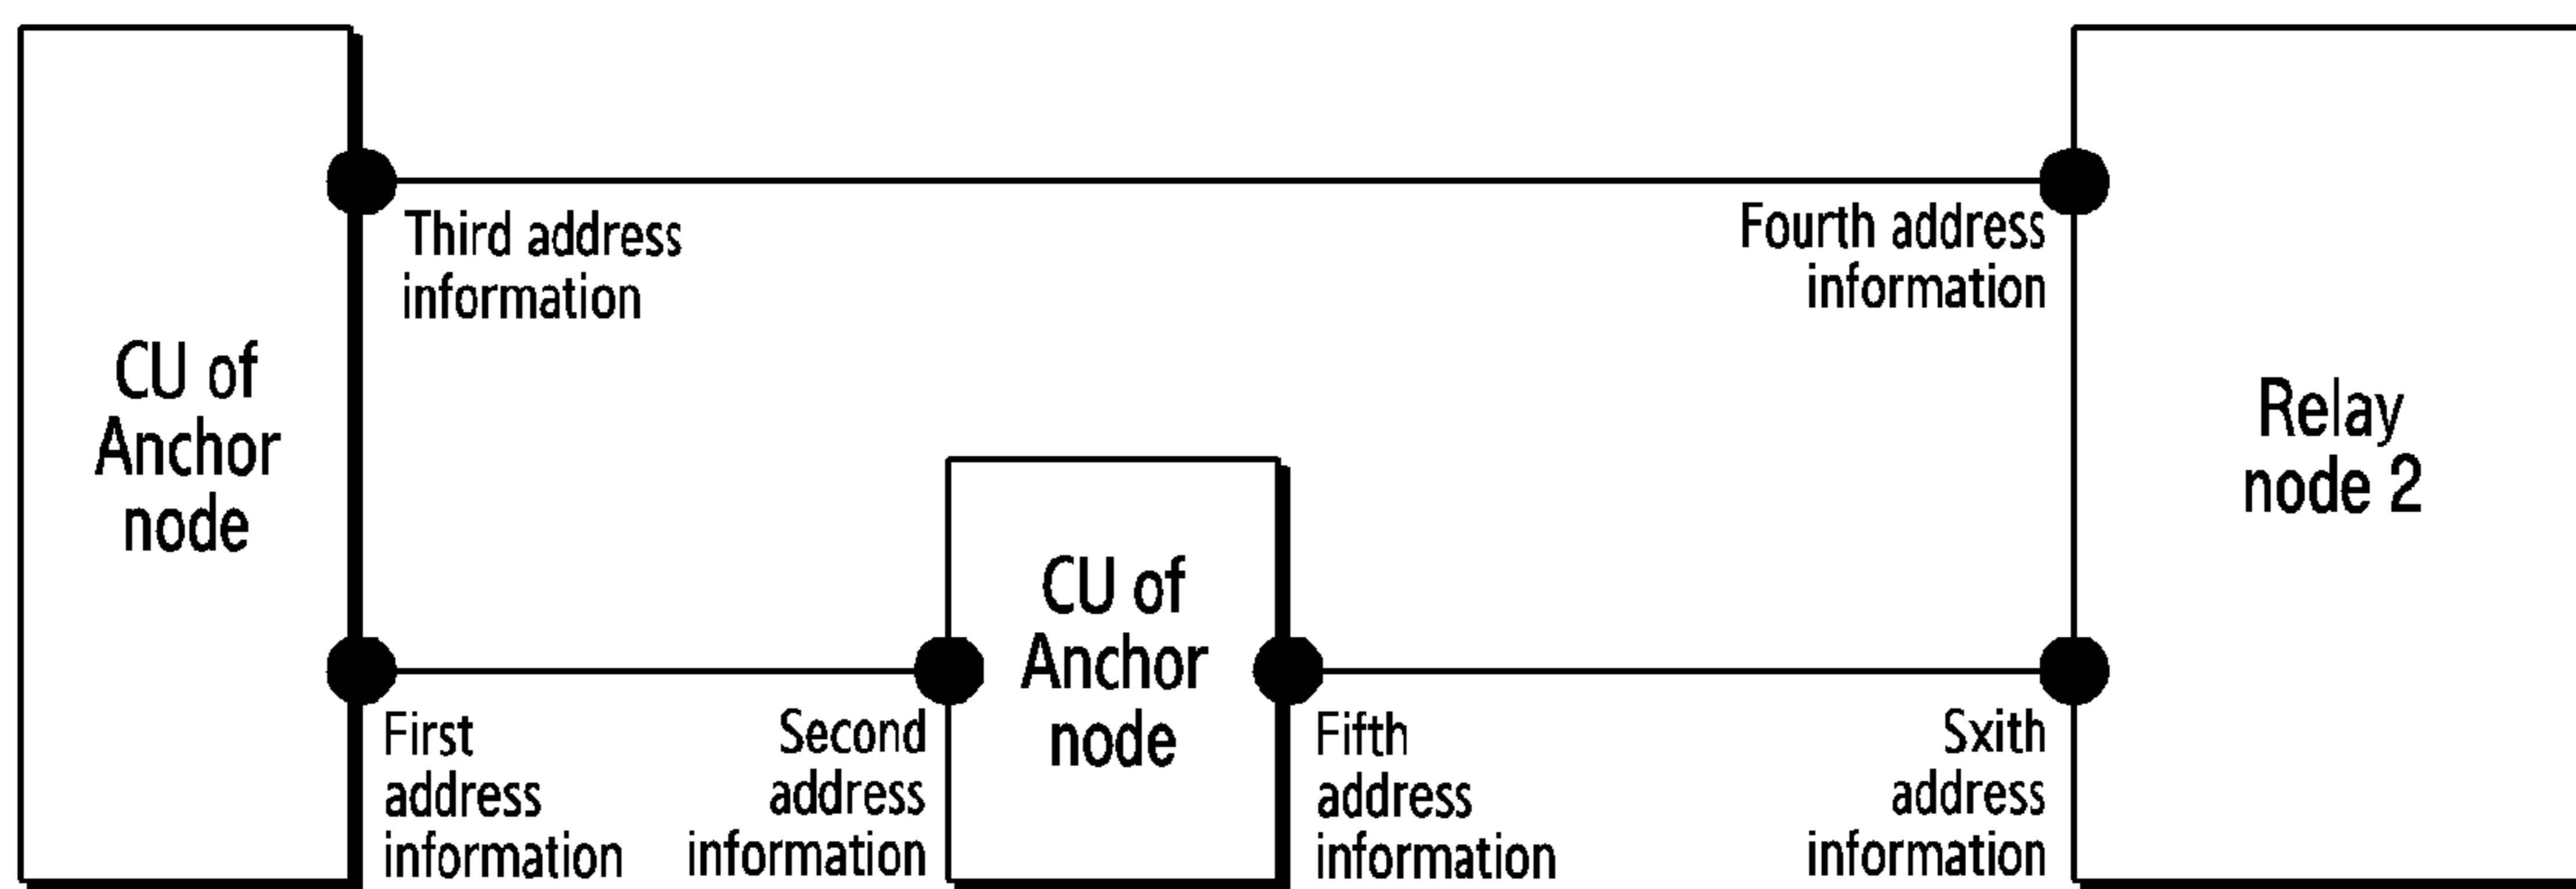 CU of
Anchor
node
Third address
information
Fourth address
information
Relay
node 2
CU of
Anchor
node
First
address
information
Second
address
information
Fifth
address
information
Sxith
address
information